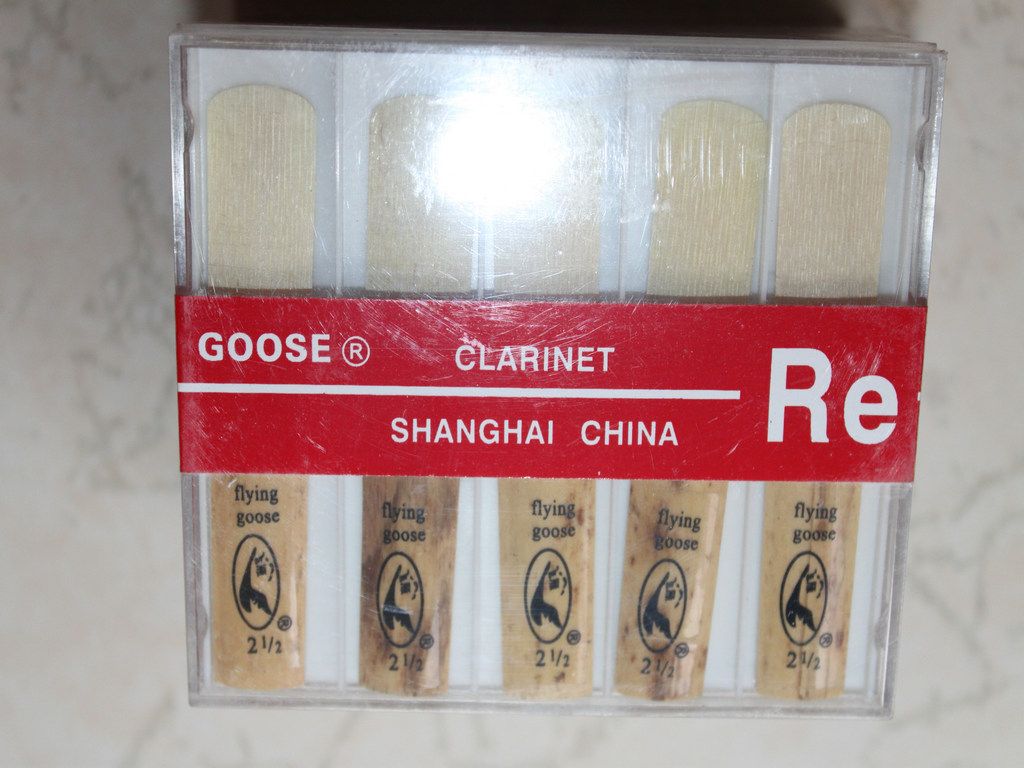 GOOSE ® CLARINET
Re
SHANGHAI CHINA
flying
goose
®
2 1/2
flying
goose
®
2 1/2
flying
goose
®
2 1/2
flying
goose
®
2 1/2
flying
goose
®
2 1/2